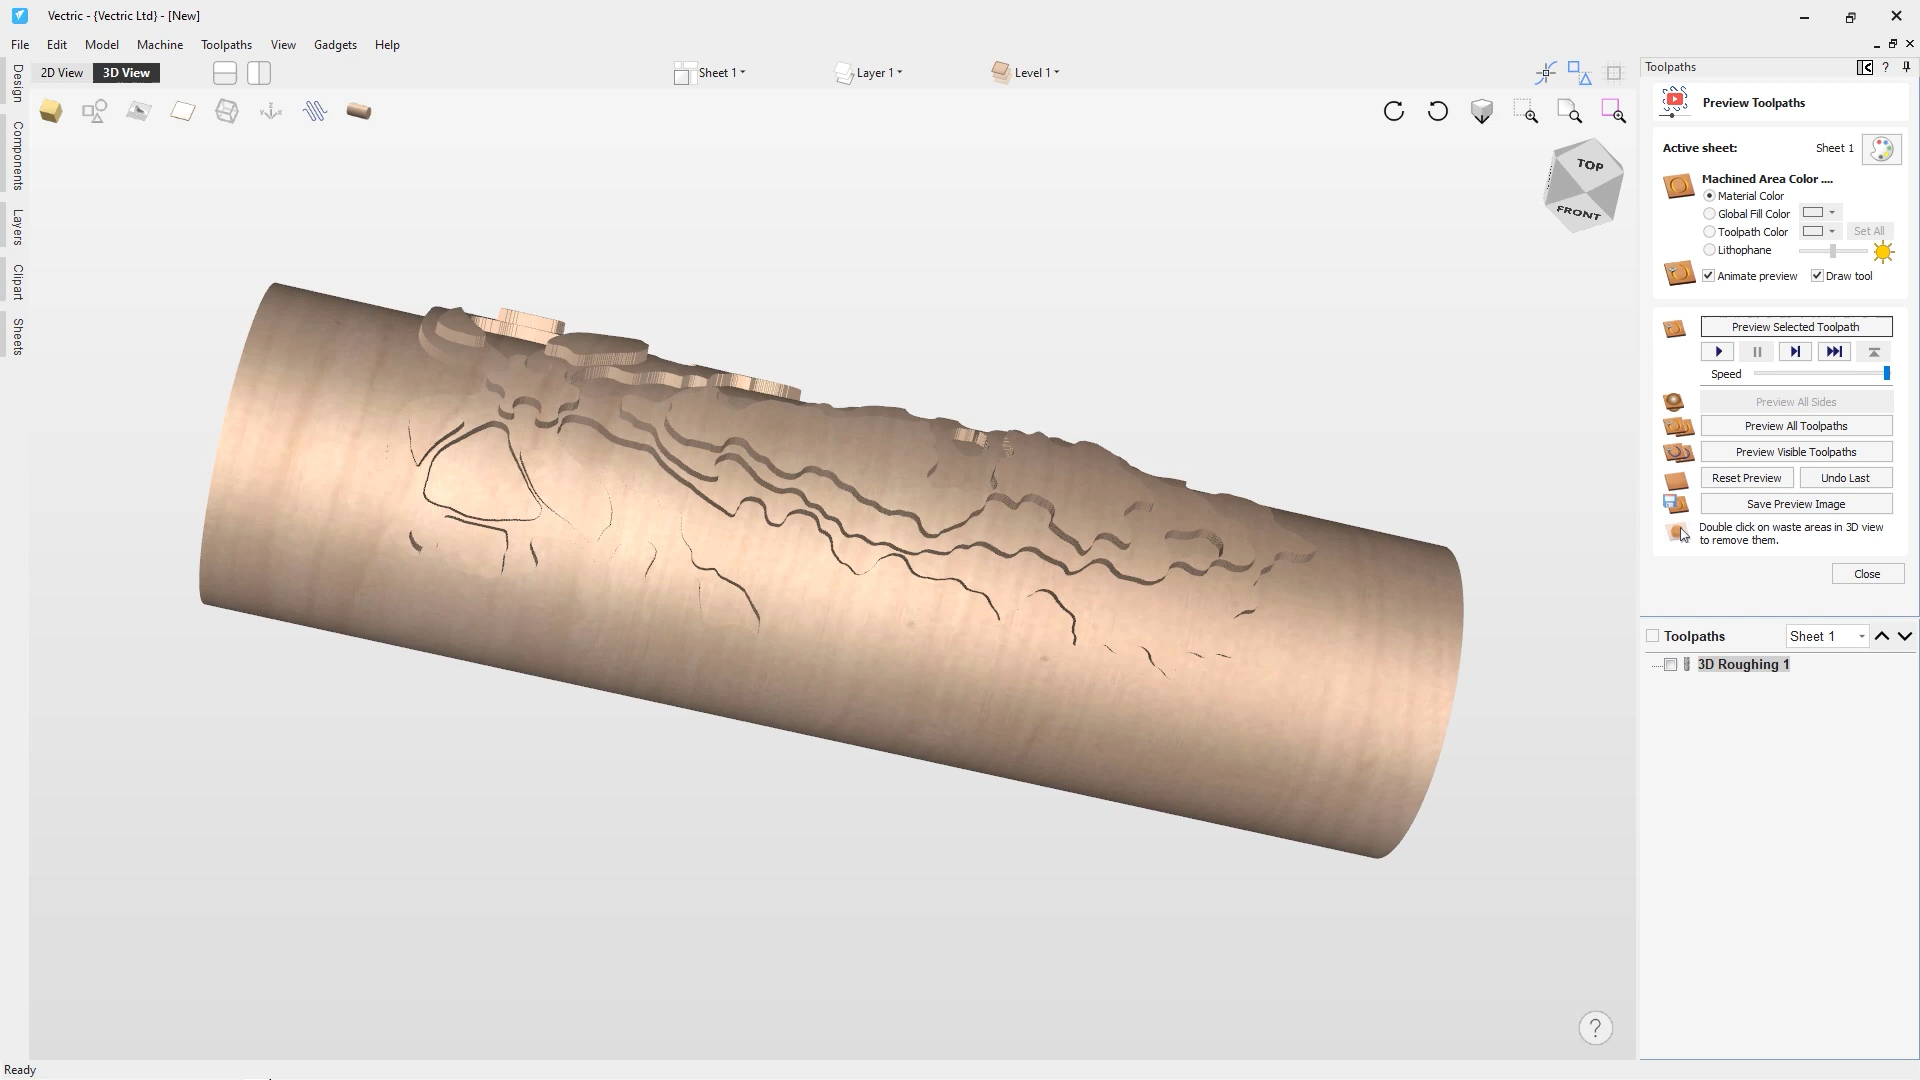 Vectric - {Vectric Ltd} - [New]
File Edit Model Machine Toolpaths View Gadgets Help
2D View 3D View Sheet 1 Layer 1 Level 1
Design
Components
Layers
Clipart
Sheets
TOP
FRONT
Toolpaths ?
Preview Toolpaths
Active sheet: Sheet 1
Machined Area Color ....
Material Color
Global Fill Color
Toolpath Color Set All
Lithophane
Animate preview Draw tool
Preview Selected Toolpath
Speed
Preview All Sides
Preview All Toolpaths
Preview Visible Toolpaths
Reset Preview Undo Last
Save Preview Image
Double click on waste areas in 3D view
to remove them.
Close
Toolpaths Sheet 1
3D Roughing 1
?
Ready